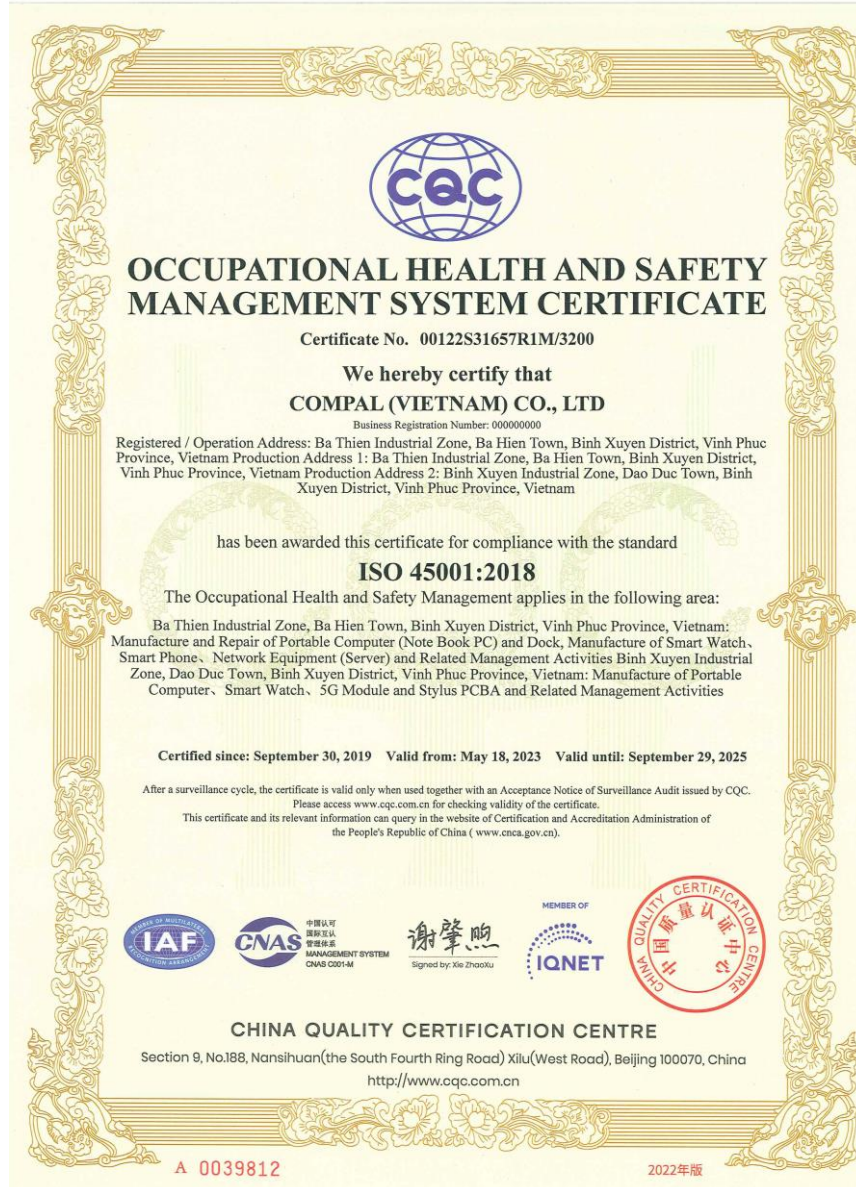 CQC
OCCUPATIONAL HEALTH AND SAFETY
MANAGEMENT SYSTEM CERTIFICATE
Certificate No. 00122S31657R1M/3200
We hereby certify that
COMPAL (VIETNAM) CO., LTD
Business Registration Number: 000000000
Registered / Operation Address: Ba Thien Industrial Zone, Ba Hien Town, Binh Xuyen District, Vinh Phuc
Province, Vietnam Production Address 1: Ba Thien Industrial Zone, Ba Hien Town, Binh Xuyen District,
Vinh Phuc Province, Vietnam Production Address 2: Binh Xuyen Industrial Zone, Dao Duc Town, Binh
Xuyen District, Vinh Phuc Province, Vietnam
has been awarded this certificate for compliance with the standard
ISO 45001:2018
The Occupational Health and Safety Management applies in the following area:
Ba Thien Industrial Zone, Ba Hien Town, Binh Xuyen District, Vinh Phuc Province, Vietnam:
Manufacture and Repair of Portable Computer (Note Book PC) and Dock, Manufacture of Smart Watch、
Smart Phone、Network Equipment (Server) and Related Management Activities Binh Xuyen Industrial
Zone, Dao Duc Town, Binh Xuyen District, Vinh Phuc Province, Vietnam: Manufacture of Portable
Computer、Smart Watch、5G Module and Stylus PCBA and Related Management Activities
Certified since: September 30, 2019 Valid from: May 18, 2023 Valid until: September 29, 2025
After a surveillance cycle, the certificate is valid only when used together with an Acceptance Notice of Surveillance Audit issued by CQC.
Please access www.cqc.com.cn for checking validity of the certificate.
This certificate and its relevant information can query in the website of Certification and Accreditation Administration of
the People's Republic of China ( www.cnca.gov.cn).
MEMBER OF MULTILATERAL
IAF
RECOGNITION ARRANGEMENT
CNAS
中国认可
国际互认
管理体系
MANAGEMENT SYSTEM
CNAS C001-M
谢肇煦
Signed by: Xie ZhaoXu
MEMBER OF
IQNET
CHINA QUALITY CERTIFICATION CENTRE
中国质量认证中心
CHINA QUALITY CERTIFICATION CENTRE
Section 9, No.188, Nansihuan(the South Fourth Ring Road) Xilu(West Road), Beijing 100070, China
http://www.cqc.com.cn
A 0039812
2022年版